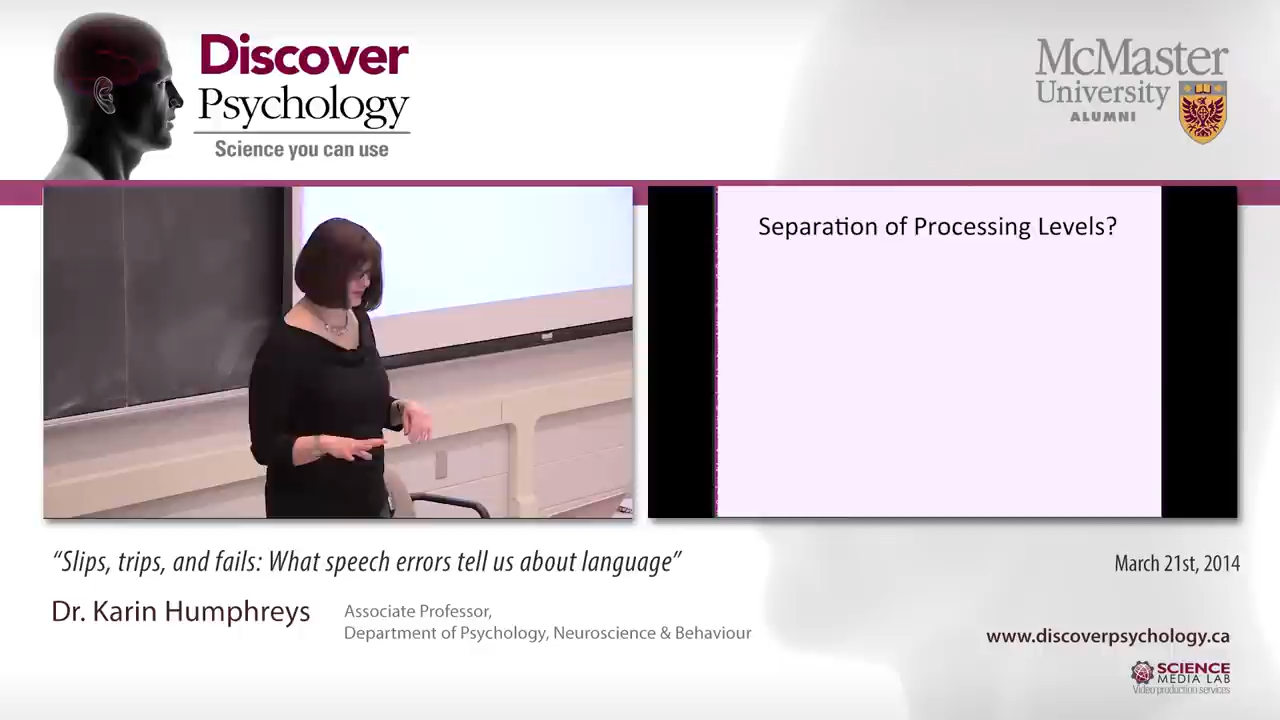 Discover
Psychology
Science you can use
McMaster
University
ALUMNI
Separation of Processing Levels?
“Slips, trips, and fails: What speech errors tell us about language”
March 21st, 2014
Dr. Karin Humphreys
Associate Professor,
Department of Psychology, Neuroscience & Behaviour
www.discoverpsychology.ca
SCIENCE
MEDIA LAB
Video production services